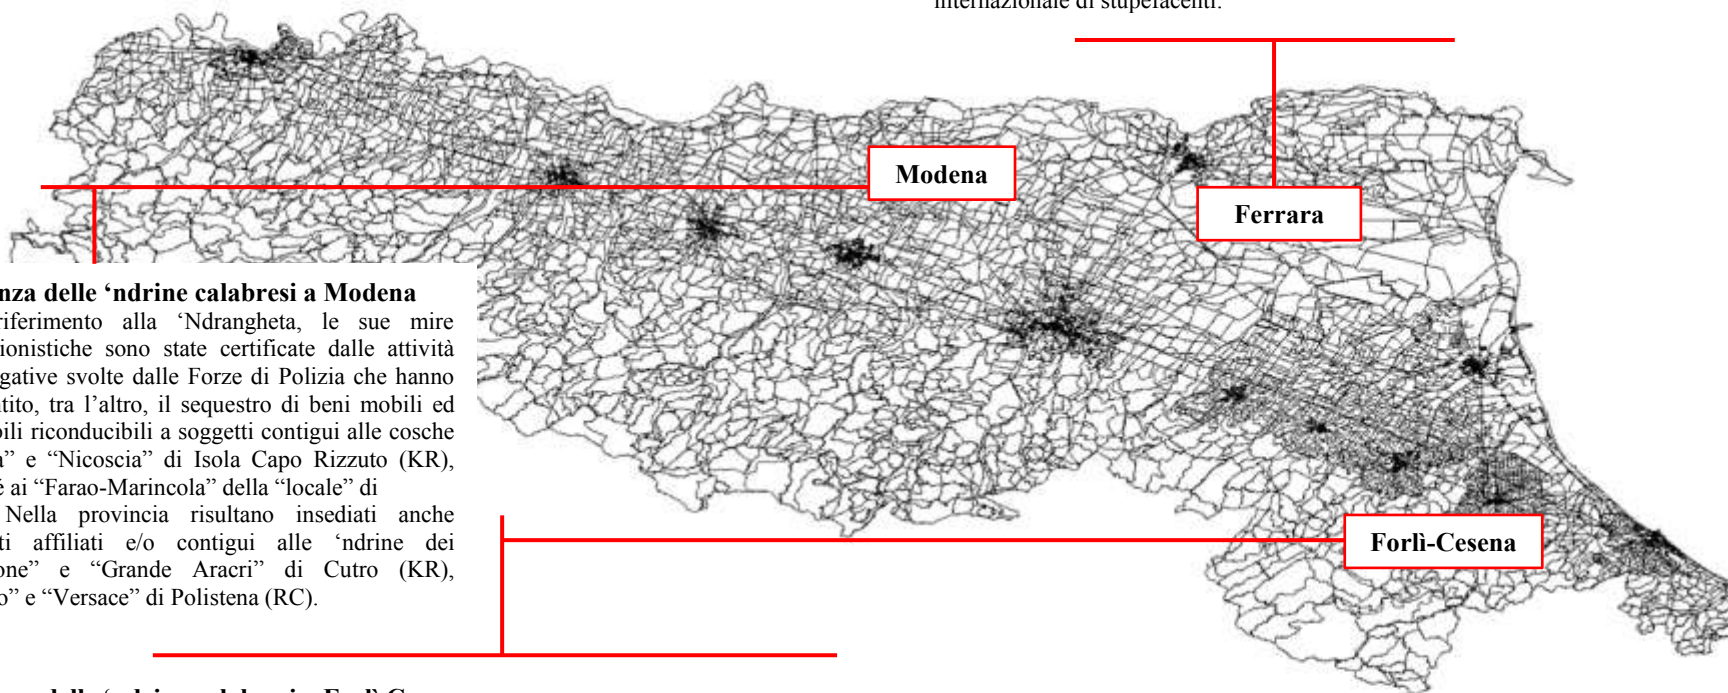 internazionale di stupefacenti.
Modena
Ferrara
nza delle ‘ndrine calabresi a Modena
riferimento alla ‘Ndrangheta, le sue mire
ionistiche sono state certificate dalle attività
gative svolte dalle Forze di Polizia che hanno
tito, tra l’altro, il sequestro di beni mobili ed
bili riconducibili a soggetti contigui alle cosche
a” e “Nicoscia” di Isola Capo Rizzuto (KR),
é ai “Farao-Marincola” della “locale” di
Nella provincia risultano insediati anche
ti affiliati e/o contigui alle ‘ndrine dei
one” e “Grande Aracri” di Cutro (KR),
o” e “Versace” di Polistena (RC).
Forlì-Cesena